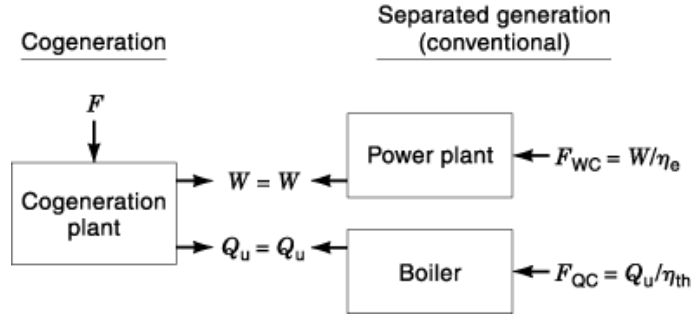 Cogeneration
Separated generation
(conventional)
F
Cogeneration
plant
W = W
Q_u = Q_u
Power plant
F_WC = W/η_e
Boiler
F_QC = Q_u/η_th